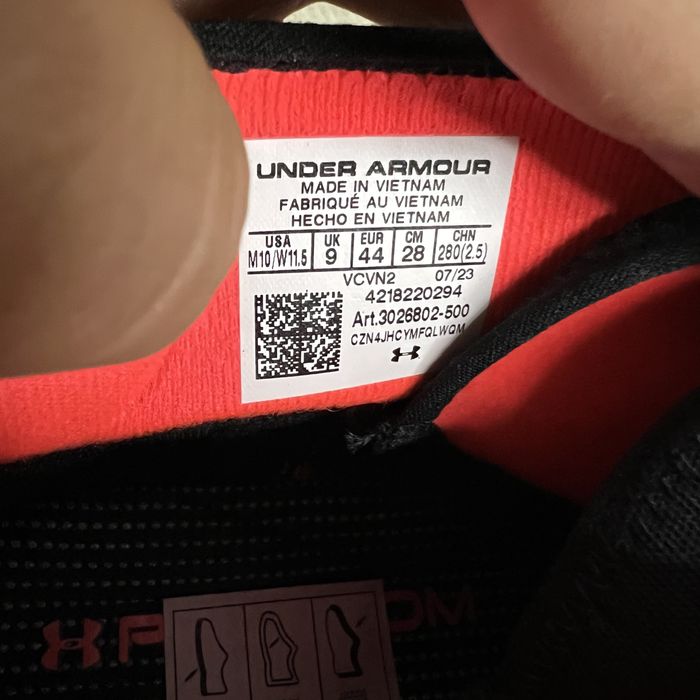 UNDER ARMOUR
MADE IN VIETNAM
FABRIQUÉ AU VIETNAM
HECHO EN VIETNAM
USA UK EUR CM CHN
M10/W11.5 9 44 28 280(2.5)
VCVN2 07/23
4218220294
Art.3026802-500
CZN4JHCYMFQLWQM